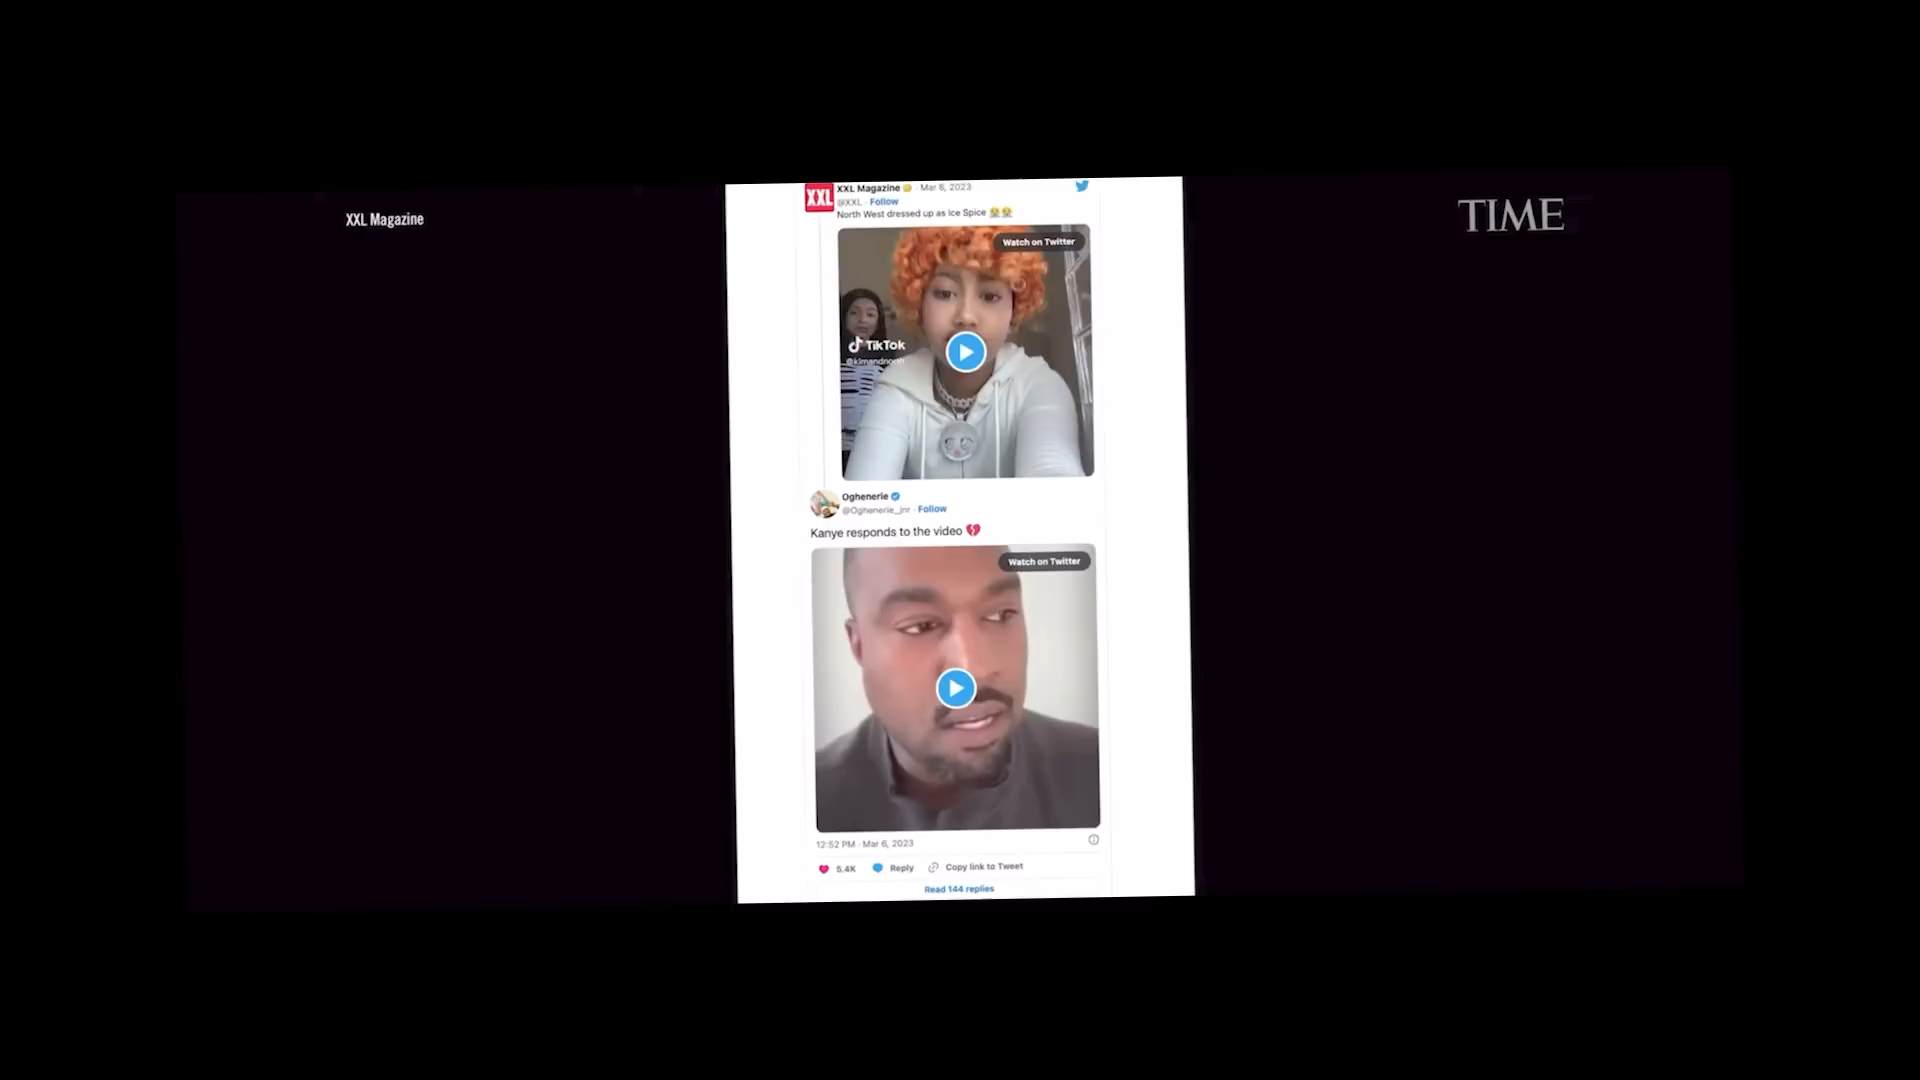 XXL Magazine
TIME
XXL
XXL Magazine · Mar 6, 2023
@XXL · Follow
North West dressed up as Ice Spice 😭😭
Watch on Twitter
TikTok
@kimandnorth
Oghenerie
@Oghenerie_jnr · Follow
Kanye responds to the video 💔
Watch on Twitter
12:52 PM · Mar 6, 2023
5.4K Reply Copy link to Tweet
Read 144 replies